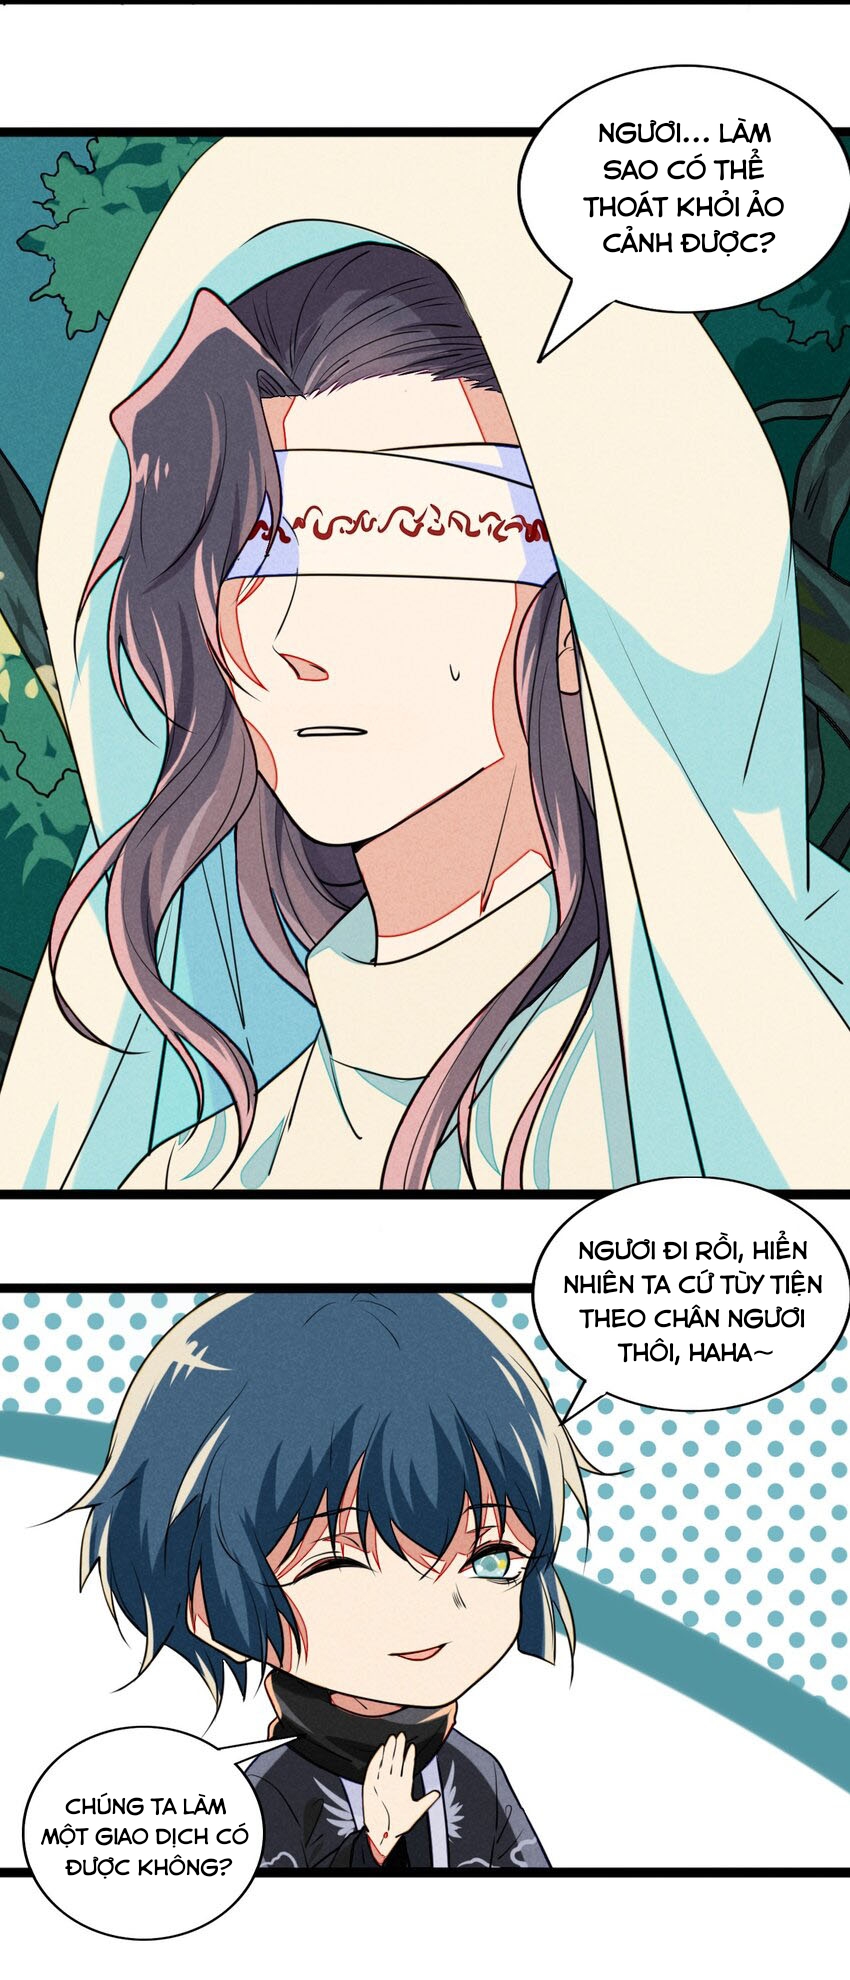 NGƯƠI... LÀM
SAO CÓ THỂ
THOÁT KHỎI ẢO
CẢNH ĐƯỢC?
NGƯƠI ĐI RỒI, HIỂN
NHIÊN TA CỨ TÙY TIỆN
THEO CHÂN NGƯƠI
THÔI, HAHA~
CHÚNG TA LÀM
MỘT GIAO DỊCH CÓ
ĐƯỢC KHÔNG?